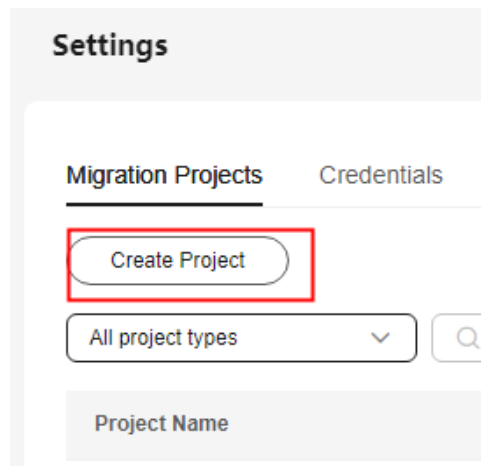 Settings
Migration Projects Credentials
Create Project
All project types
Project Name